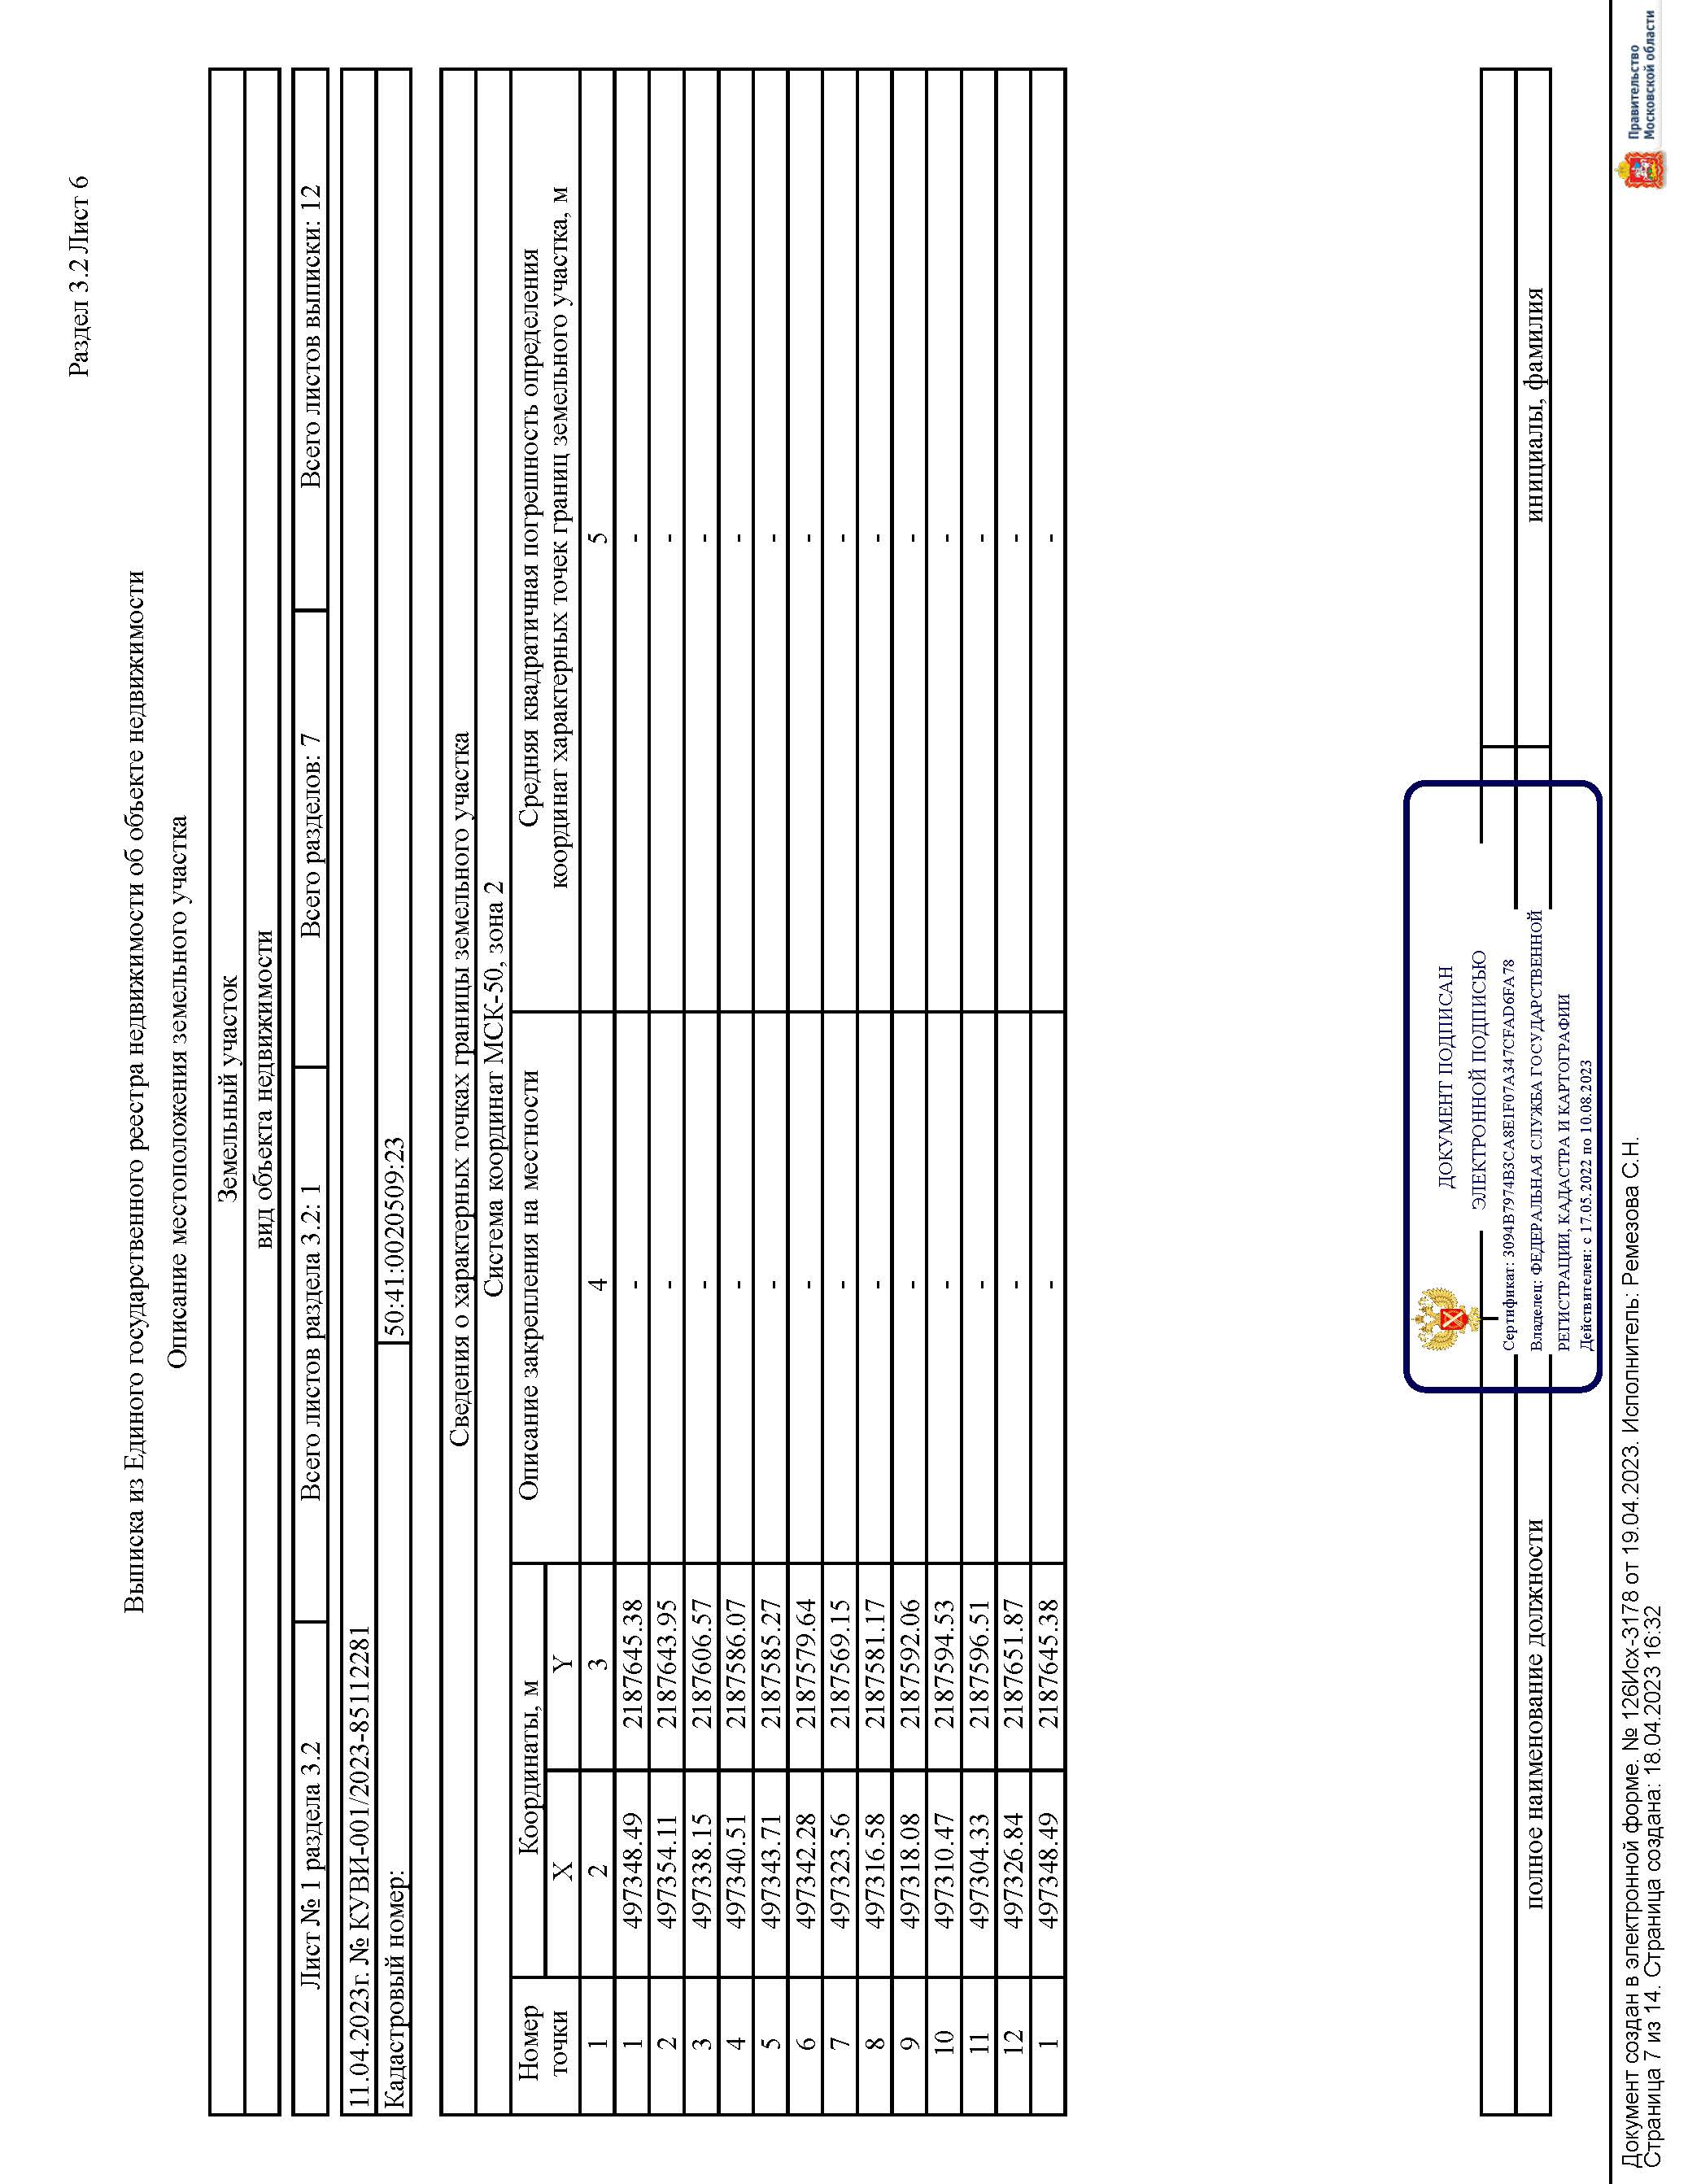 Раздел 3.2 Лист 6
Выписка из Единого государственного реестра недвижимости об объекте недвижимости
Описание местоположения земельного участка
Земельный участок
вид объекта недвижимости
Лист № 1 раздела 3.2 Всего листов раздела 3.2: 1 Всего разделов: 7 Всего листов выписки: 12
11.04.2023г. № КУВИ-001/2023-85112281
Кадастровый номер: 50:41:0020509:23
Сведения о характерных точках границы земельного участка
Система координат МСК-50, зона 2
Номер точки Координаты, м Описание закрепления на местности Средняя квадратичная погрешность определения
координат характерных точек границ земельного участка, м
X Y
1 2 3 4 5
1 497348.49 2187645.38 - -
2 497354.11 2187643.95 - -
3 497338.15 2187606.57 - -
4 497340.51 2187586.07 - -
5 497343.71 2187585.27 - -
6 497342.28 2187579.64 - -
7 497323.56 2187569.15 - -
8 497316.58 2187581.17 - -
9 497318.08 2187592.06 - -
10 497310.47 2187594.53 - -
11 497304.33 2187596.51 - -
12 497326.84 2187651.87 - -
1 497348.49 2187645.38 - -
ДОКУМЕНТ ПОДПИСАН
ЭЛЕКТРОННОЙ ПОДПИСЬЮ
Сертификат: 3094B7974B3CA8E1F07A347CFAD6FA78
Владелец: ФЕДЕРАЛЬНАЯ СЛУЖБА ГОСУДАРСТВЕННОЙ
РЕГИСТРАЦИИ, КАДАСТРА И КАРТОГРАФИИ
Действителен: с 17.05.2022 по 10.08.2023
полное наименование должности инициалы, фамилия
Документ создан в электронной форме. № 126Исх-3178 от 19.04.2023. Исполнитель: Ремезова С.Н.
Страница 7 из 14. Страница создана: 18.04.2023 16:32
Правительство
Московской области